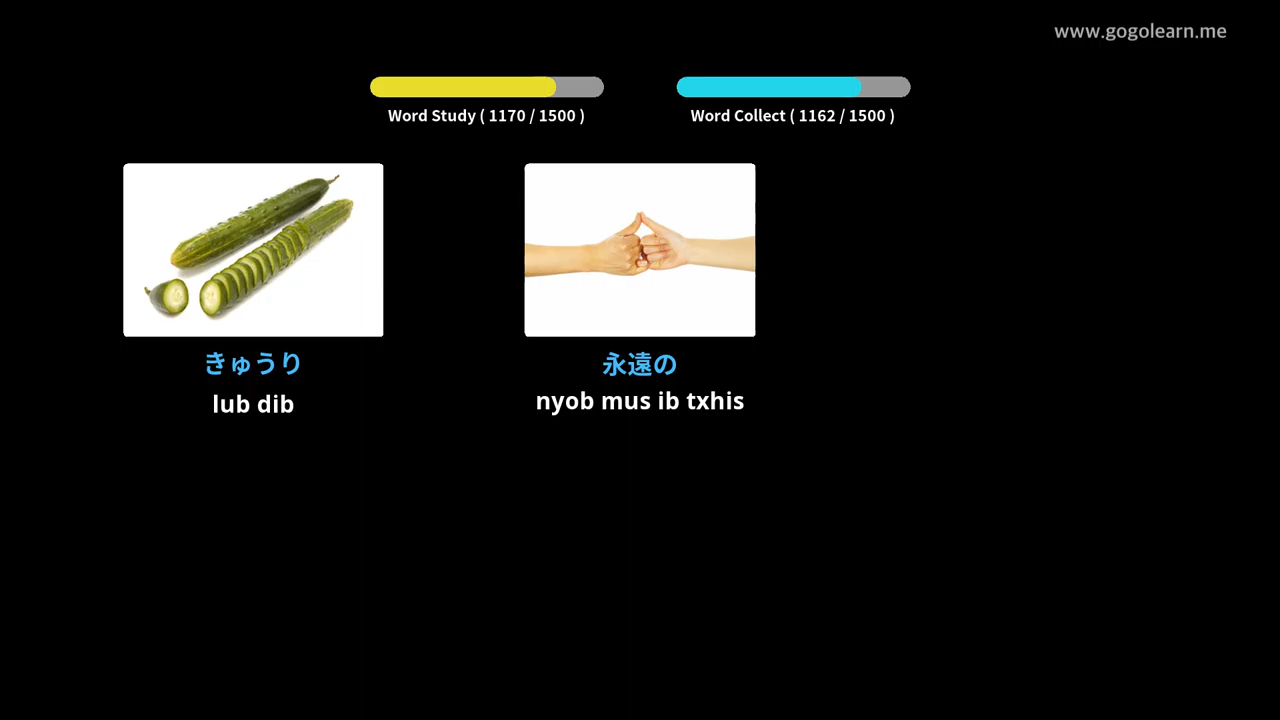 www.gogolearn.me
Word Study ( 1170 / 1500 )
Word Collect ( 1162 / 1500 )
きゅうり
lub dib
永遠の
nyob mus ib txhis